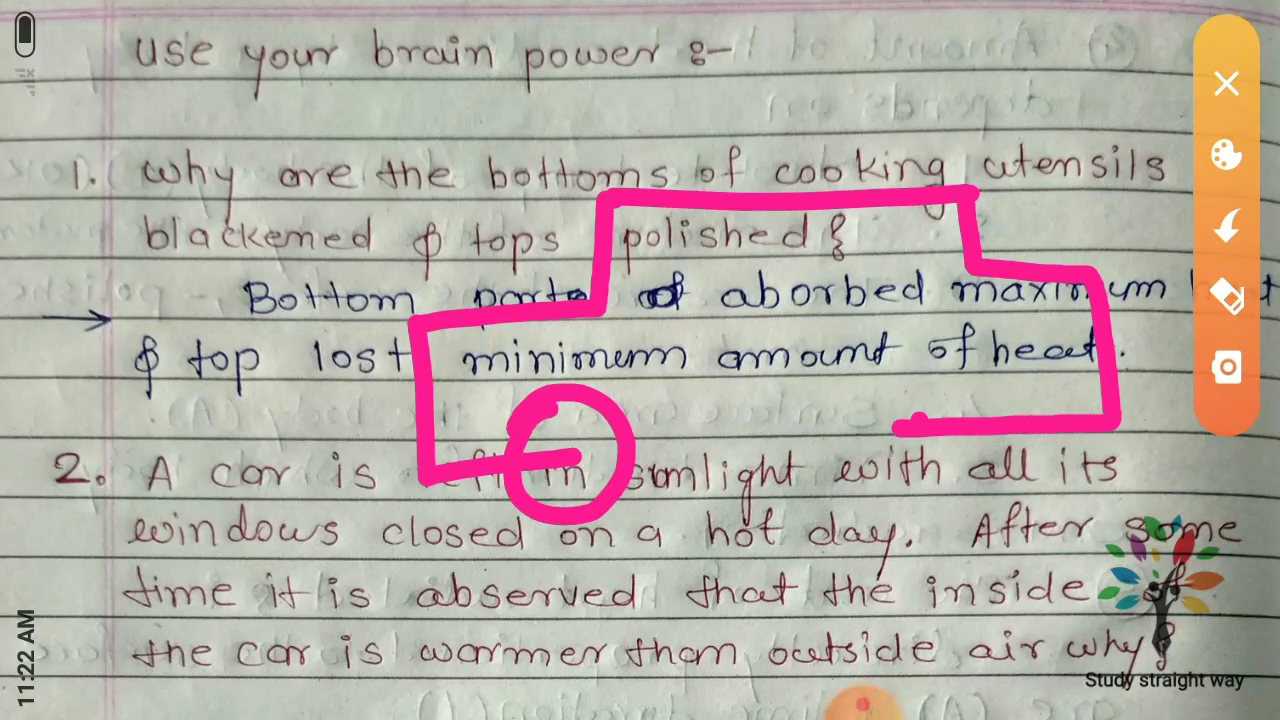 use your brain power :-
1. why are the bottoms of cooking utensils
blackened & tops polished?
→ Bottom parts of aborbed maximum
& top lost minimum amount of heat.
2. A car is in sunlight with all its
windows closed on a hot day. After some
time it is observed that the inside of
the car is warmer than outside air why?
Study straight way
11:22 AM